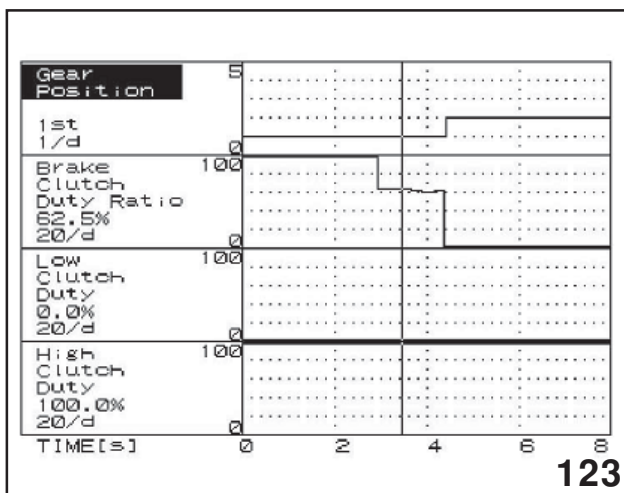 Gear 5
Position
1st
1/d 0
Brake 100
Clutch
Duty Ratio
62.5%
20/d 0
Low 100
Clutch
Duty
0.0%
20/d 0
High 100
Clutch
Duty
100.0%
20/d 0
TIME[s] 0 2 4 6 8
123